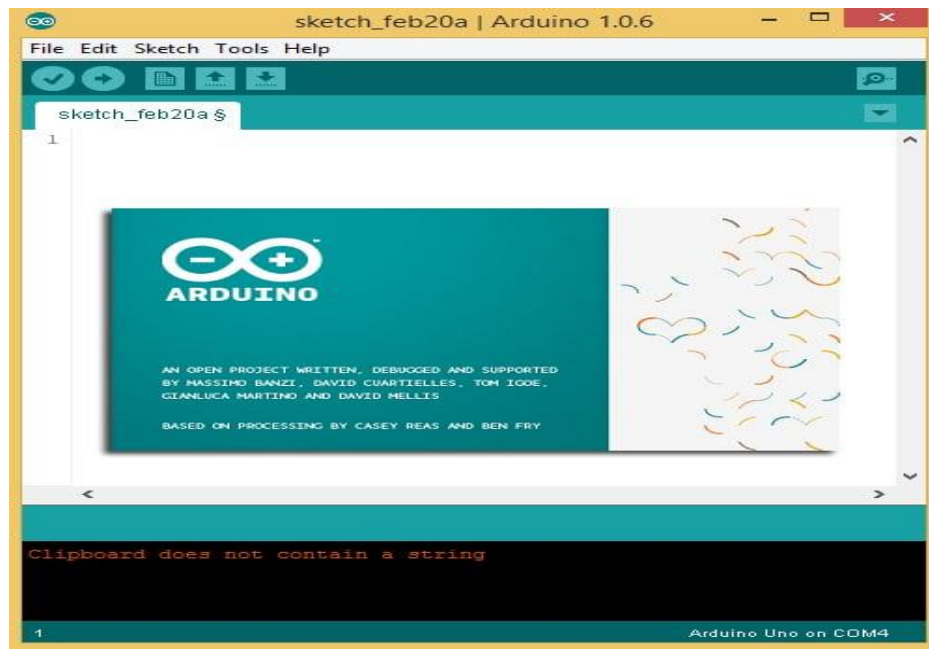 sketch_feb20a | Arduino 1.0.6
File Edit Sketch Tools Help
sketch_feb20a §
1
ARDUINO
AN OPEN PROJECT WRITTEN, DEBUGGED AND SUPPORTED
BY MASSIMO BANZI, DAVID CUARTIELLES, TOM IGOE,
GIANLUCA MARTINO AND DAVID MELLIS
BASED ON PROCESSING BY CASEY REAS AND BEN FRY
Clipboard does not contain a string
1 Arduino Uno on COM4